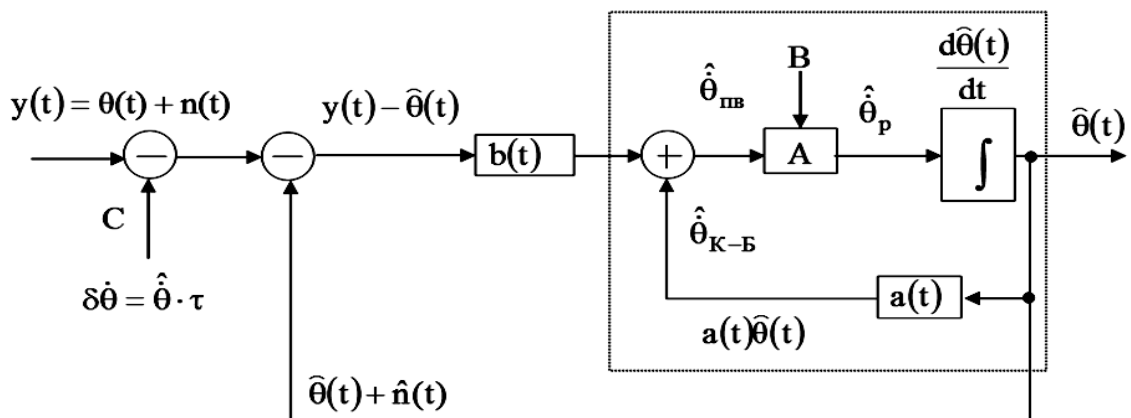 dθ̂(t)
dt
B
θ̇̂пв
θ̇̂р
y(t) = θ(t) + n(t)
y(t) − θ̂(t)
θ̂(t)
−
−
b(t)
+
A
∫
C
θ̇̂К−Б
δθ̇ = θ̇̂ · τ
a(t)
a(t)θ̂(t)
θ̂(t) + n̂(t)